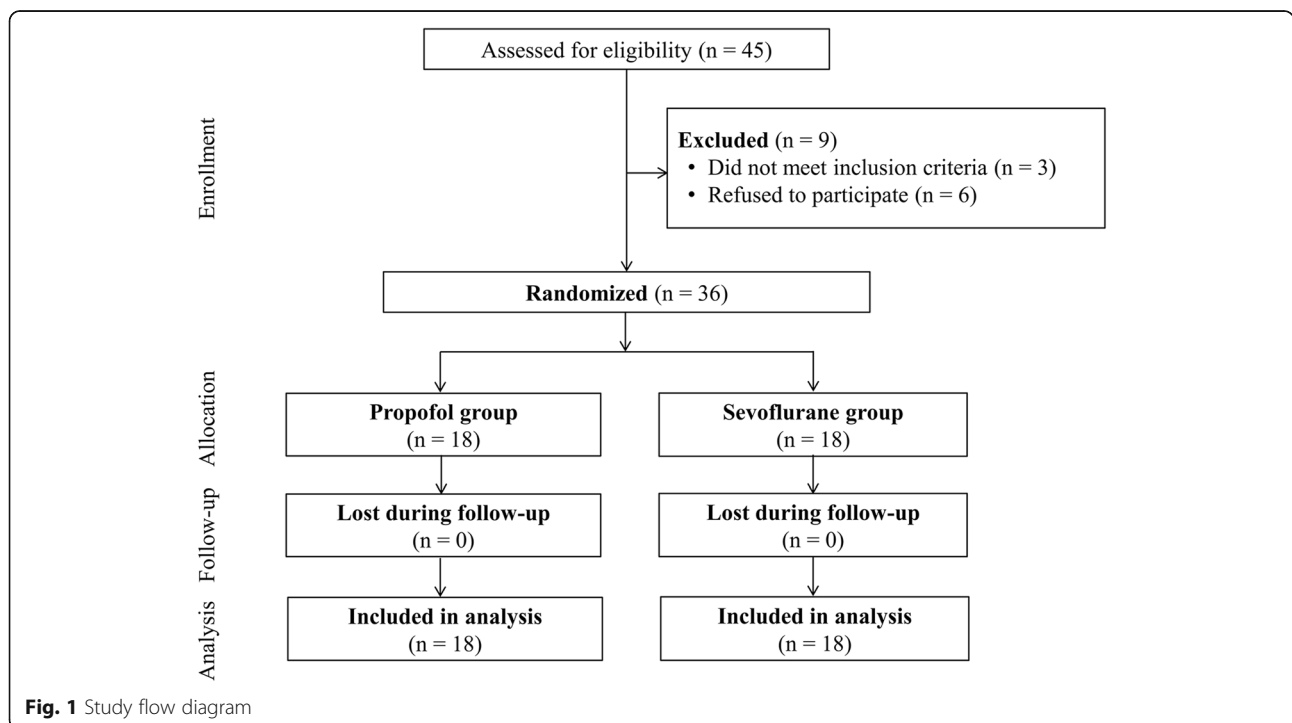 Assessed for eligibility (n = 45)
Enrollment
Excluded (n = 9)
• Did not meet inclusion criteria (n = 3)
• Refused to participate (n = 6)
Randomized (n = 36)
Allocation
Propofol group
(n = 18)
Sevoflurane group
(n = 18)
Follow-up
Lost during follow-up
(n = 0)
Lost during follow-up
(n = 0)
Analysis
Included in analysis
(n = 18)
Included in analysis
(n = 18)
Fig. 1 Study flow diagram